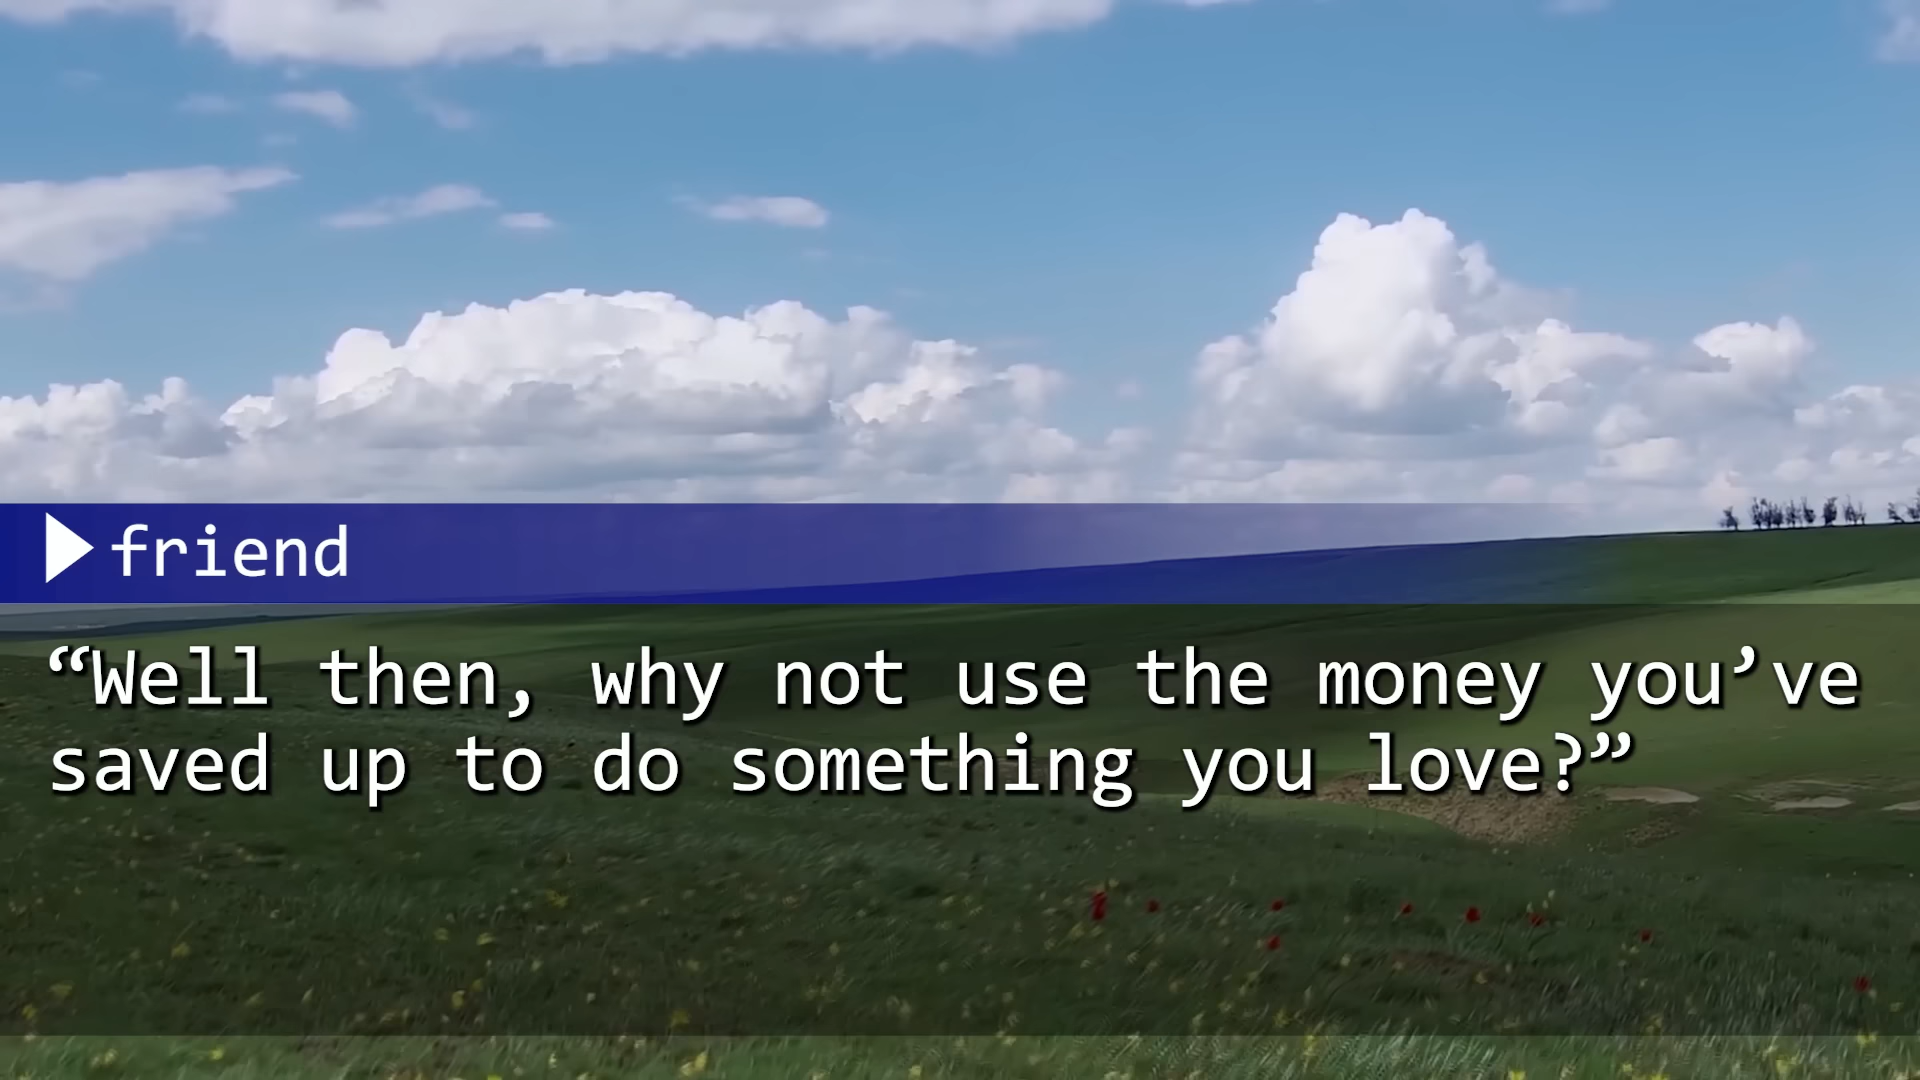 friend
“Well then, why not use the money you’ve
saved up to do something you love?”